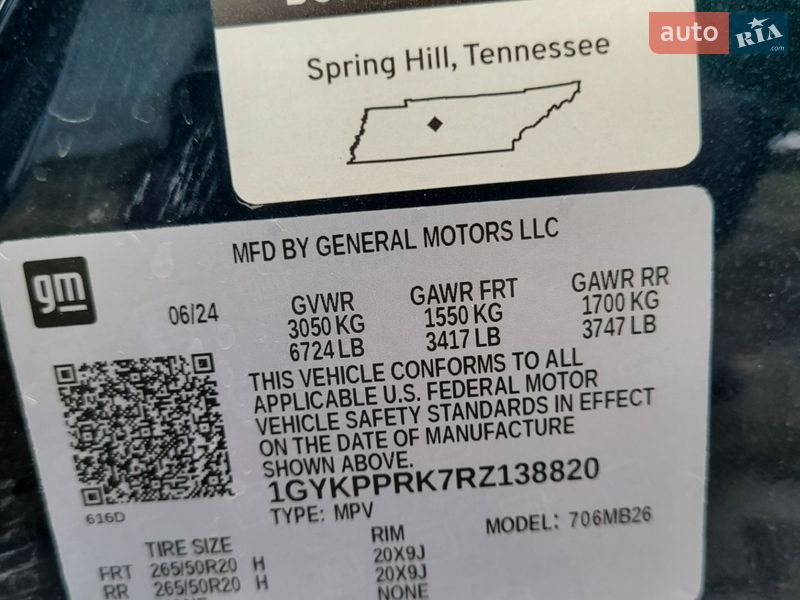 auto RIA
.com
Spring Hill, Tennessee
MFD BY GENERAL MOTORS LLC
gm
06/24
GVWR
3050 KG
6724 LB
GAWR FRT
1550 KG
3417 LB
GAWR RR
1700 KG
3747 LB
THIS VEHICLE CONFORMS TO ALL
APPLICABLE U.S. FEDERAL MOTOR
VEHICLE SAFETY STANDARDS IN EFFECT
ON THE DATE OF MANUFACTURE
SHOWN ABOVE.
1GYKPPRK7RZ138820
616D
TYPE: MPV
MODEL: 706MB26
TIRE SIZE
RIM
FRT 265/50R20 H 20X9J
RR 265/50R20 H 20X9J
NONE